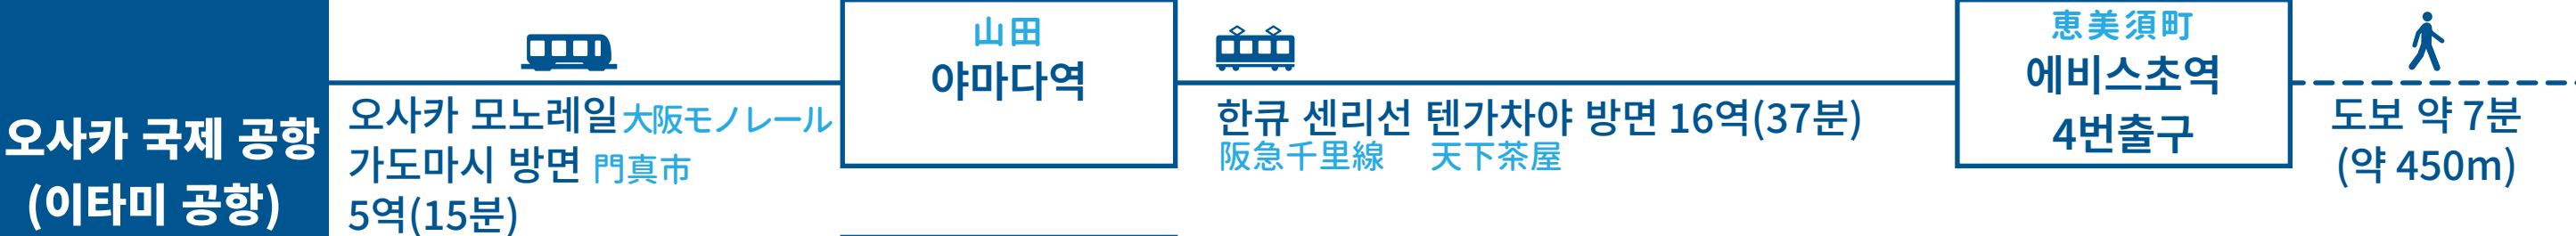 오사카 국제 공항
(이타미 공항)
오사카 모노레일 大阪モノレール
가도마시 방면 門真市
5역(15분)
山田
야마다역
한큐 센리선 텐가차야 방면 16역(37분)
阪急千里線 天下茶屋
恵美須町
에비스초역
4번출구
도보 약 7분
(약 450m)